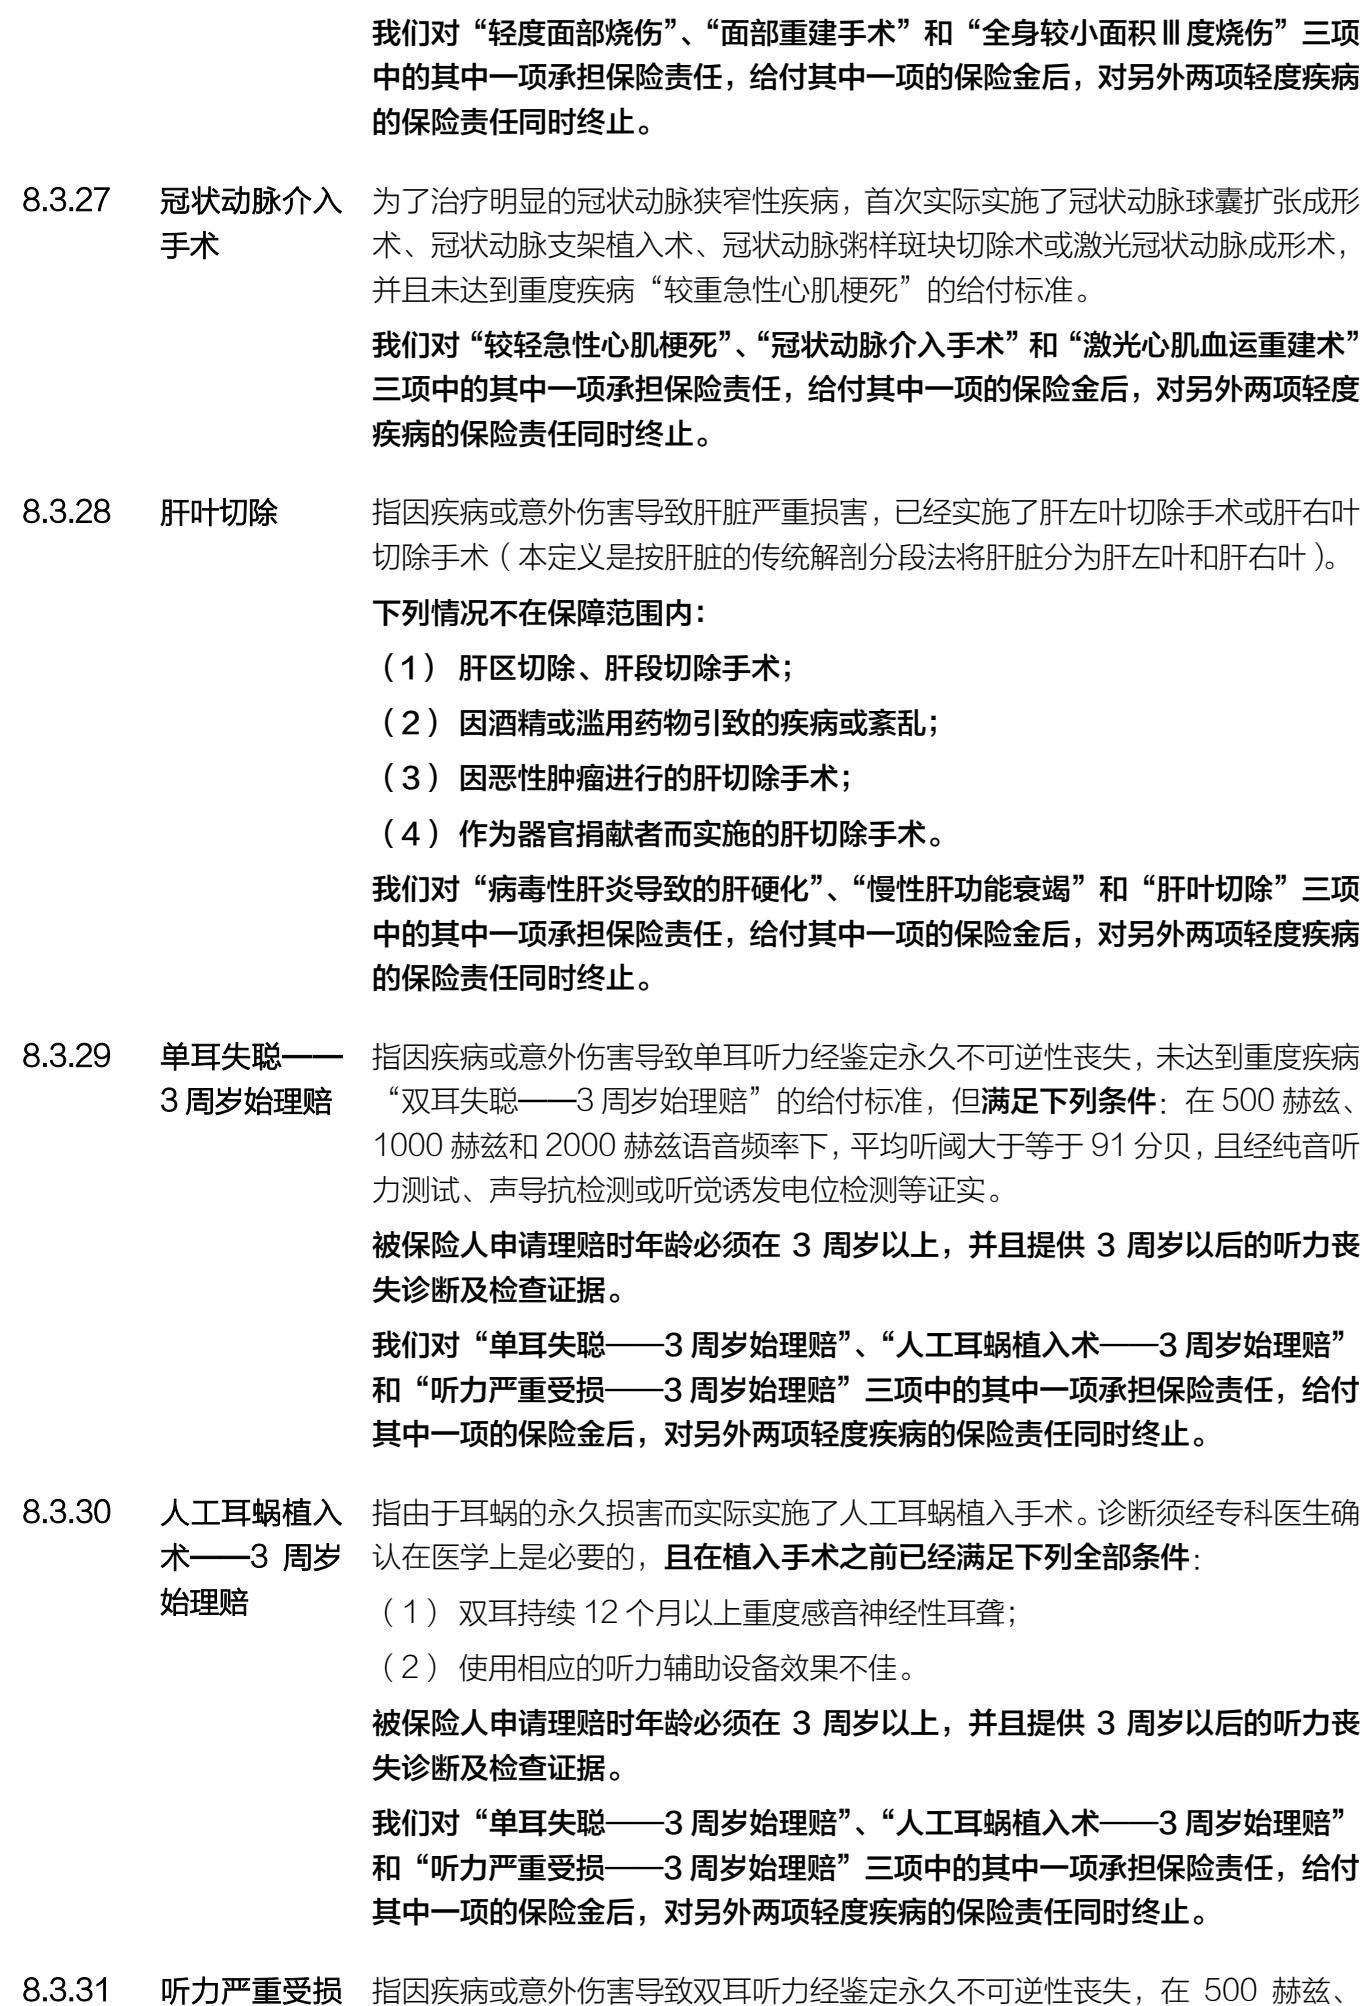 我们对“轻度面部烧伤”、“面部重建手术”和“全身较小面积Ⅲ度烧伤”三项
中的其中一项承担保险责任，给付其中一项的保险金后，对另外两项轻度疾病
的保险责任同时终止。
8.3.27 冠状动脉介入 为了治疗明显的冠状动脉狭窄性疾病，首次实际实施了冠状动脉球囊扩张成形
手术 术、冠状动脉支架植入术、冠状动脉粥样斑块切除术或激光冠状动脉成形术，
并且未达到重度疾病“较重急性心肌梗死”的给付标准。
我们对“较轻急性心肌梗死”、“冠状动脉介入手术”和“激光心肌血运重建术”
三项中的其中一项承担保险责任，给付其中一项的保险金后，对另外两项轻度
疾病的保险责任同时终止。
8.3.28 肝叶切除 指因疾病或意外伤害导致肝脏严重损害，已经实施了肝左叶切除手术或肝右叶
切除手术（本定义是按肝脏的传统解剖分段法将肝脏分为肝左叶和肝右叶）。
下列情况不在保障范围内：
（1） 肝区切除、肝段切除手术；
（2） 因酒精或滥用药物引致的疾病或紊乱；
（3） 因恶性肿瘤进行的肝切除手术；
（4） 作为器官捐献者而实施的肝切除手术。
我们对“病毒性肝炎导致的肝硬化”、“慢性肝功能衰竭”和“肝叶切除”三项
中的其中一项承担保险责任，给付其中一项的保险金后，对另外两项轻度疾病
的保险责任同时终止。
8.3.29 单耳失聪—— 指因疾病或意外伤害导致单耳听力经鉴定永久不可逆性丧失，未达到重度疾病
3 周岁始理赔 “双耳失聪——3 周岁始理赔”的给付标准，但满足下列条件：在 500 赫兹、
1000 赫兹和 2000 赫兹语音频率下，平均听阈大于等于 91 分贝，且经纯音听
力测试、声导抗检测或听觉诱发电位检测等证实。
被保险人申请理赔时年龄必须在 3 周岁以上，并且提供 3 周岁以后的听力丧
失诊断及检查证据。
我们对“单耳失聪——3 周岁始理赔”、“人工耳蜗植入术——3 周岁始理赔”
和“听力严重受损——3 周岁始理赔”三项中的其中一项承担保险责任，给付
其中一项的保险金后，对另外两项轻度疾病的保险责任同时终止。
8.3.30 人工耳蜗植入 指由于耳蜗的永久损害而实际实施了人工耳蜗植入手术。诊断须经专科医生确
术——3 周岁 认在医学上是必要的，且在植入手术之前已经满足下列全部条件：
始理赔 （1） 双耳持续 12 个月以上重度感音神经性耳聋；
（2） 使用相应的听力辅助设备效果不佳。
被保险人申请理赔时年龄必须在 3 周岁以上，并且提供 3 周岁以后的听力丧
失诊断及检查证据。
我们对“单耳失聪——3 周岁始理赔”、“人工耳蜗植入术——3 周岁始理赔”
和“听力严重受损——3 周岁始理赔”三项中的其中一项承担保险责任，给付
其中一项的保险金后，对另外两项轻度疾病的保险责任同时终止。
8.3.31 听力严重受损 指因疾病或意外伤害导致双耳听力经鉴定永久不可逆性丧失，在 500 赫兹、